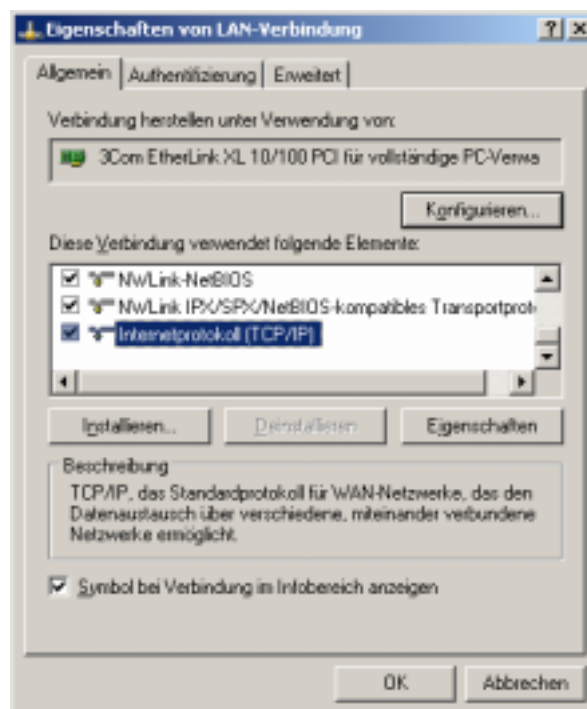 Eigenschaften von LAN-Verbindung
Allgemein Authentifizierung Erweitert
Verbindung herstellen unter Verwendung von:
3Com EtherLink XL 10/100 PCI für vollständige PC-Verwa
Konfigurieren...
Diese Verbindung verwendet folgende Elemente:
NWLink-NetBIOS
NWLink IPX/SPX/NetBIOS-kompatibles Transportprot
Internetprotokoll (TCP/IP)
Installieren... Deinstallieren Eigenschaften
Beschreibung
TCP/IP, das Standardprotokoll für WAN-Netzwerke, das den
Datenaustausch über verschiedene, miteinander verbundene
Netzwerke ermöglicht.
Symbol bei Verbindung im Infobereich anzeigen
OK Abbrechen